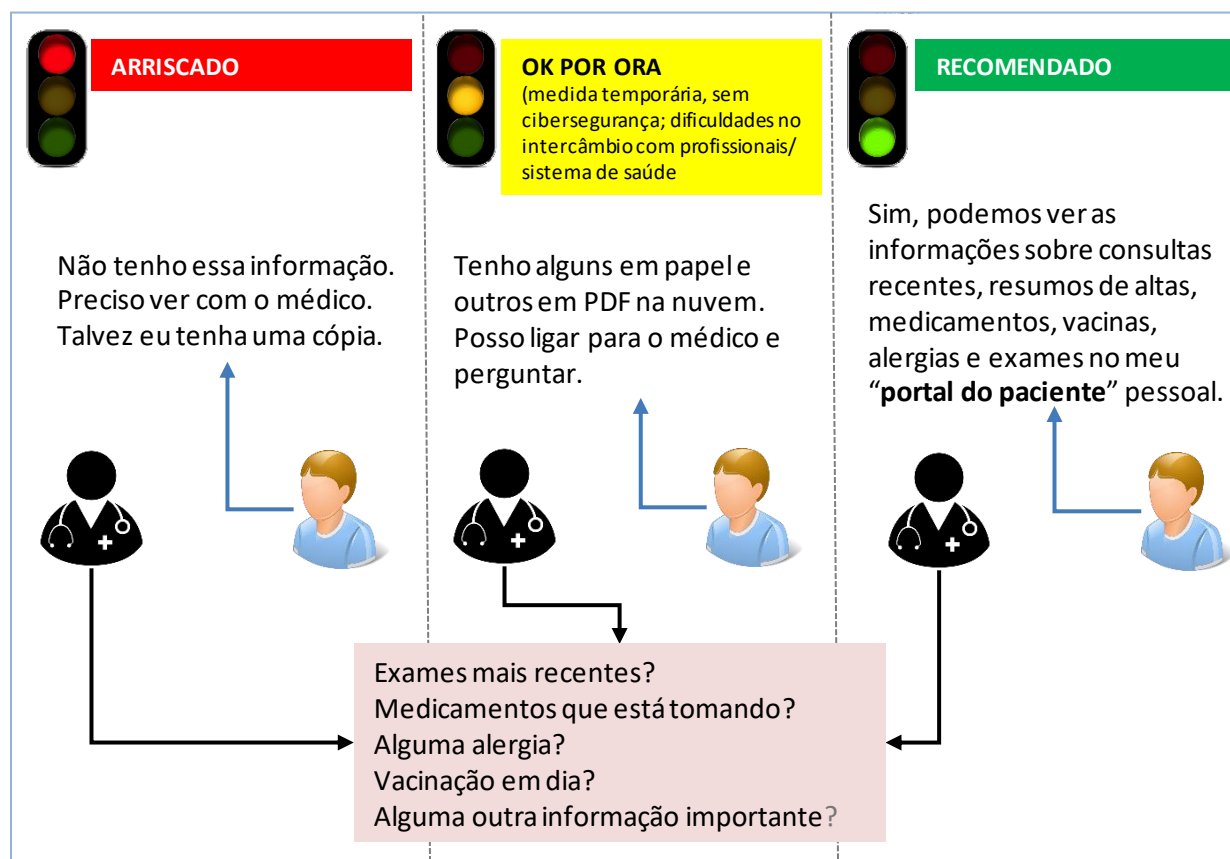 ARRISCADO
Não tenho essa informação.
Preciso ver com o médico.
Talvez eu tenha uma cópia.
OK POR ORA
(medida temporária, sem
cibersegurança; dificuldades no
intercâmbio com profissionais/
sistema de saúde
Tenho alguns em papel e
outros em PDF na nuvem.
Posso ligar para o médico e
perguntar.
RECOMENDADO
Sim, podemos ver as
informações sobre consultas
recentes, resumos de altas,
medicamentos, vacinas,
alergias e exames no meu
“portal do paciente” pessoal.
Exames mais recentes?
Medicamentos que está tomando?
Alguma alergia?
Vacinação em dia?
Alguma outra informação importante?